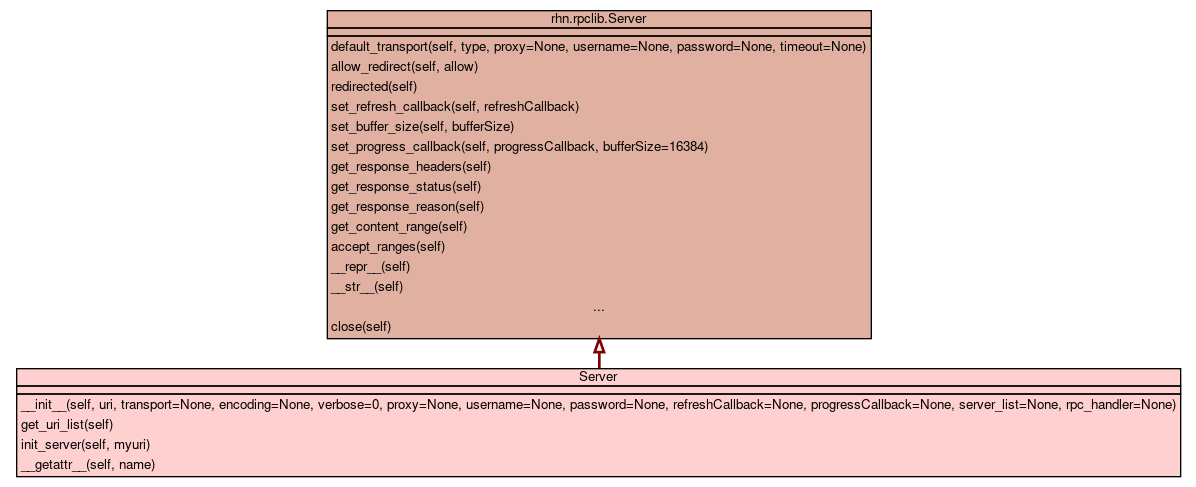 rhn.rpclib.Server
default_transport(self, type, proxy=None, username=None, password=None, timeout=None)
allow_redirect(self, allow)
redirected(self)
set_refresh_callback(self, refreshCallback)
set_buffer_size(self, bufferSize)
set_progress_callback(self, progressCallback, bufferSize=16384)
get_response_headers(self)
get_response_status(self)
get_response_reason(self)
get_content_range(self)
accept_ranges(self)
__repr__(self)
__str__(self)
...
close(self)
Server
__init__(self, uri, transport=None, encoding=None, verbose=0, proxy=None, username=None, password=None, refreshCallback=None, progressCallback=None, server_list=None, rpc_handler=None)
get_uri_list(self)
init_server(self, myuri)
__getattr__(self, name)